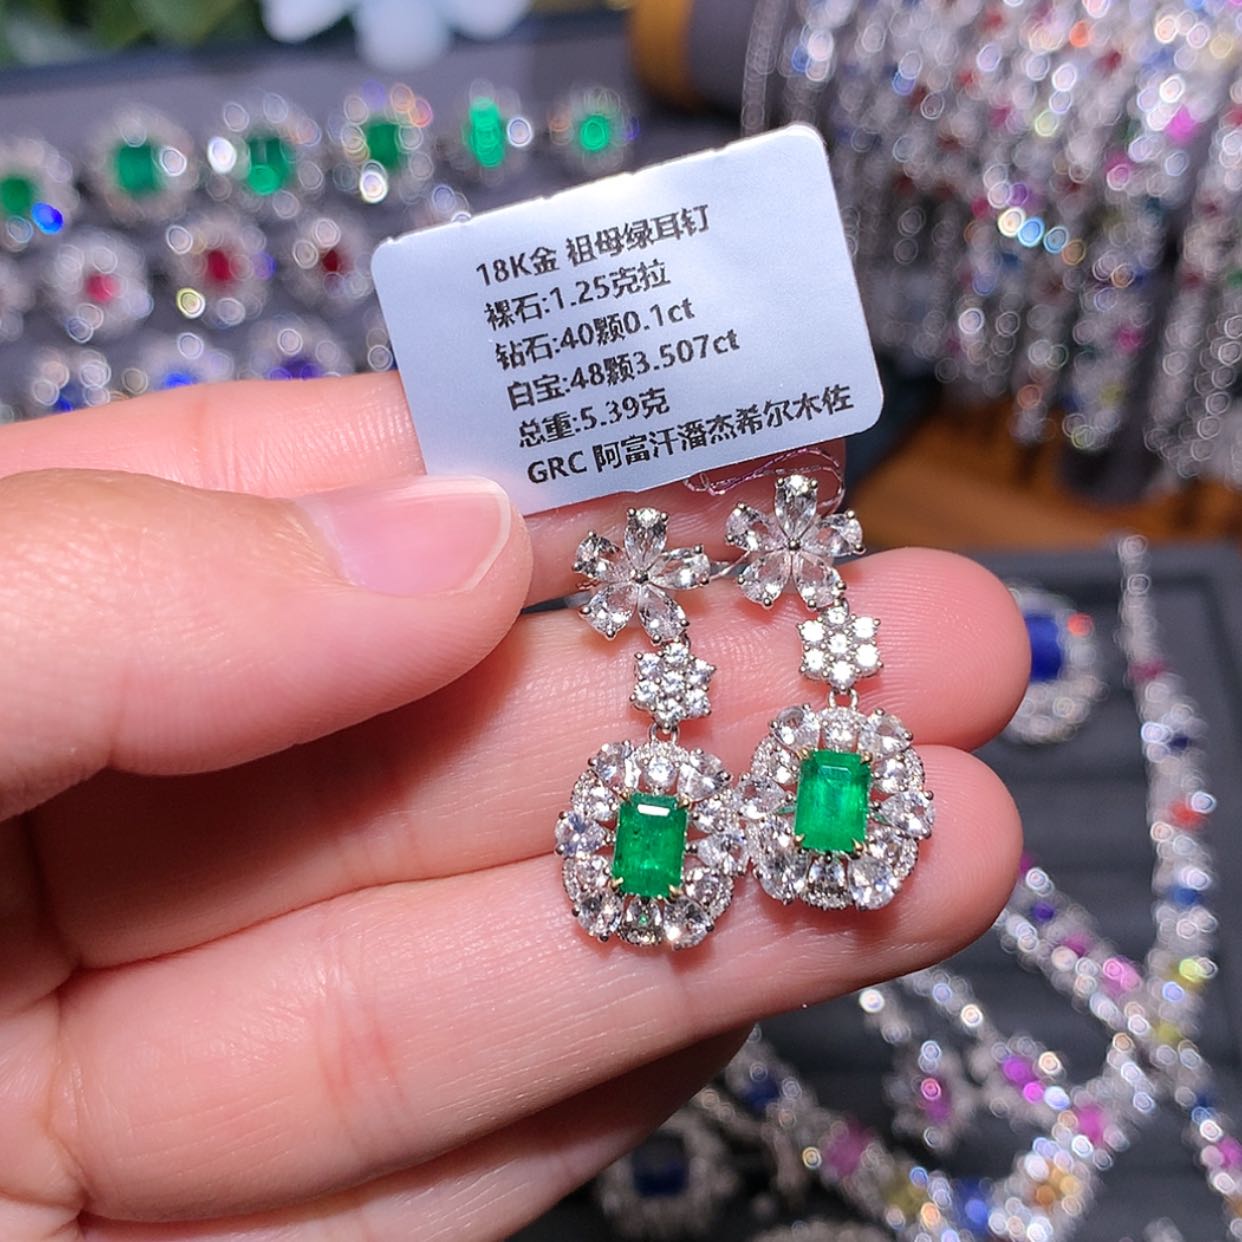 18K金 祖母绿耳钉
裸石:1.25克拉
钻石:40颗0.1ct
白宝:48颗3.507ct
总重:5.39克
GRC 阿富汗潘杰希尔木佐